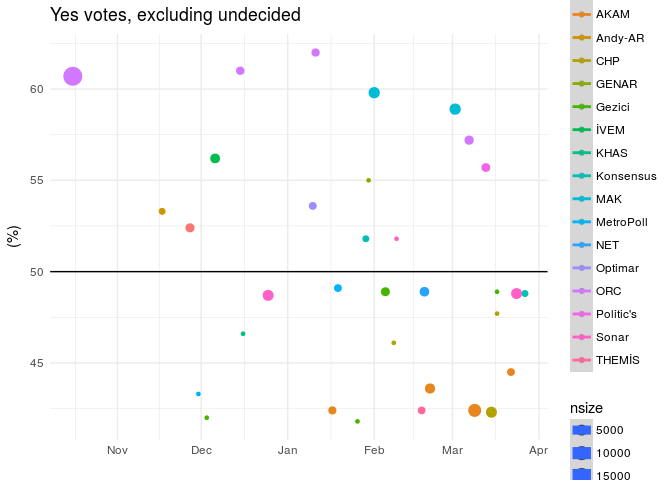 Yes votes, excluding undecided
(%)
60
55
50
45
Nov Dec Jan Feb Mar Apr
AKAM
Andy-AR
CHP
GENAR
Gezici
İVEM
KHAS
Konsensus
MAK
MetroPoll
NET
Optimar
ORC
Politic's
Sonar
THEMİS
nsize
5000
10000
15000